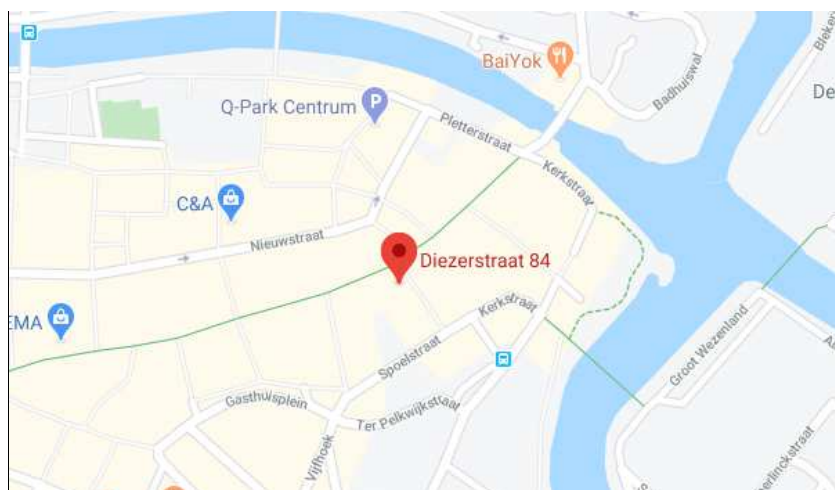 BaiYok
Badhuiswal
De
Q-Park Centrum
P
Pletterstraat
Kerkstraat
C&A
Nieuwstraat
Diezerstraat 84
EMA
Kerkstraat
Spoelstraat
Groot Wezenland
Gasthuisplein
Ter Pelkwijkstraat
Vijfhoek
erlinckstraat